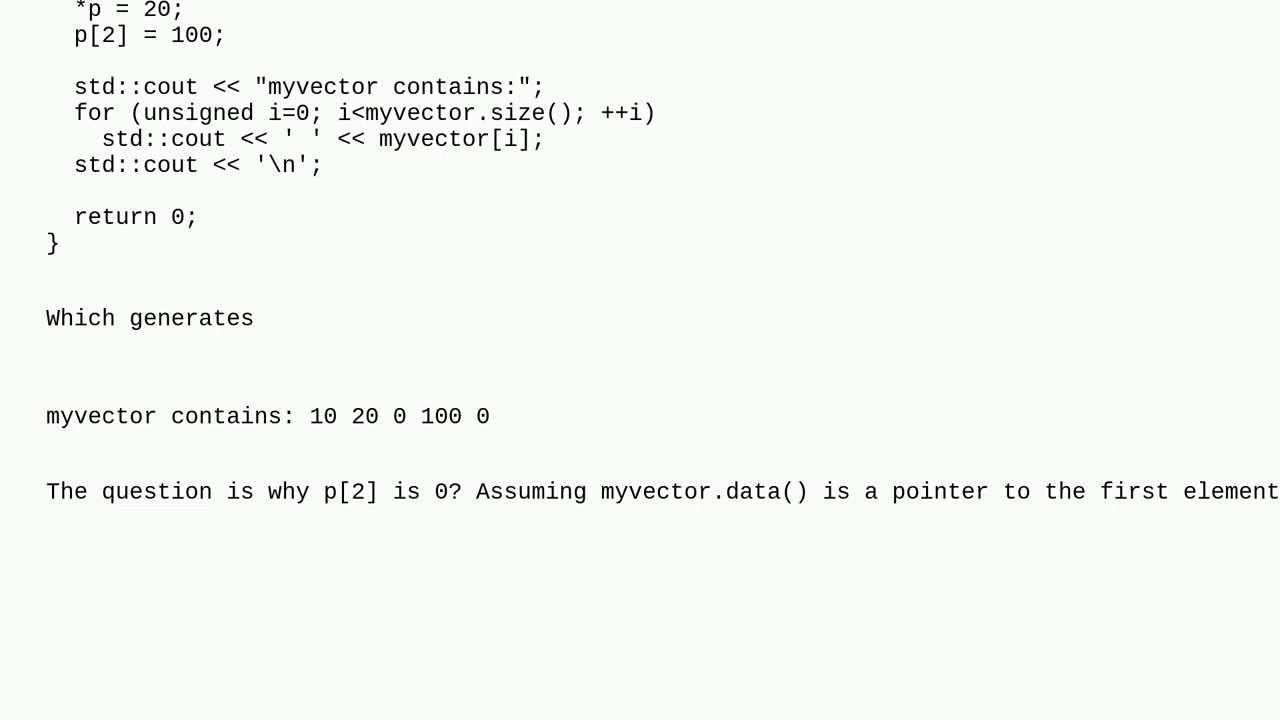 *p = 20;
p[2] = 100;
std::cout << "myvector contains:";
for (unsigned i=0; i<myvector.size(); ++i)
std::cout << ' ' << myvector[i];
std::cout << '\n';
return 0;
}
Which generates
myvector contains: 10 20 0 100 0
The question is why p[2] is 0? Assuming myvector.data() is a pointer to the first element